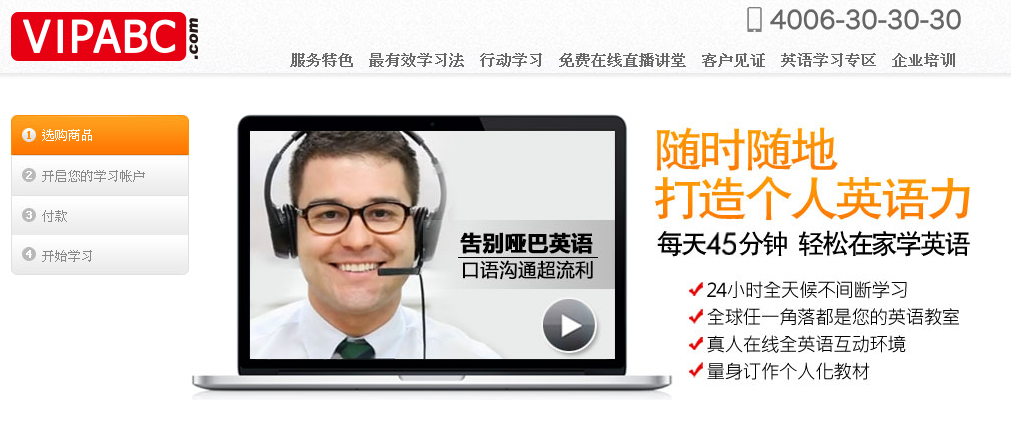 VIPABC.com
4006-30-30-30
服务特色 最有效学习法 行动学习 免费在线直播讲堂 客户见证 英语学习专区 企业培训
1 选购商品
2 开启您的学习帐户
3 付款
4 开始学习
告别哑巴英语
口语沟通超流利
随时随地
打造个人英语力
每天45分钟 轻松在家学英语
24小时全天候不间断学习
全球任一角落都是您的英语教室
真人在线全英语互动环境
量身订作个人化教材